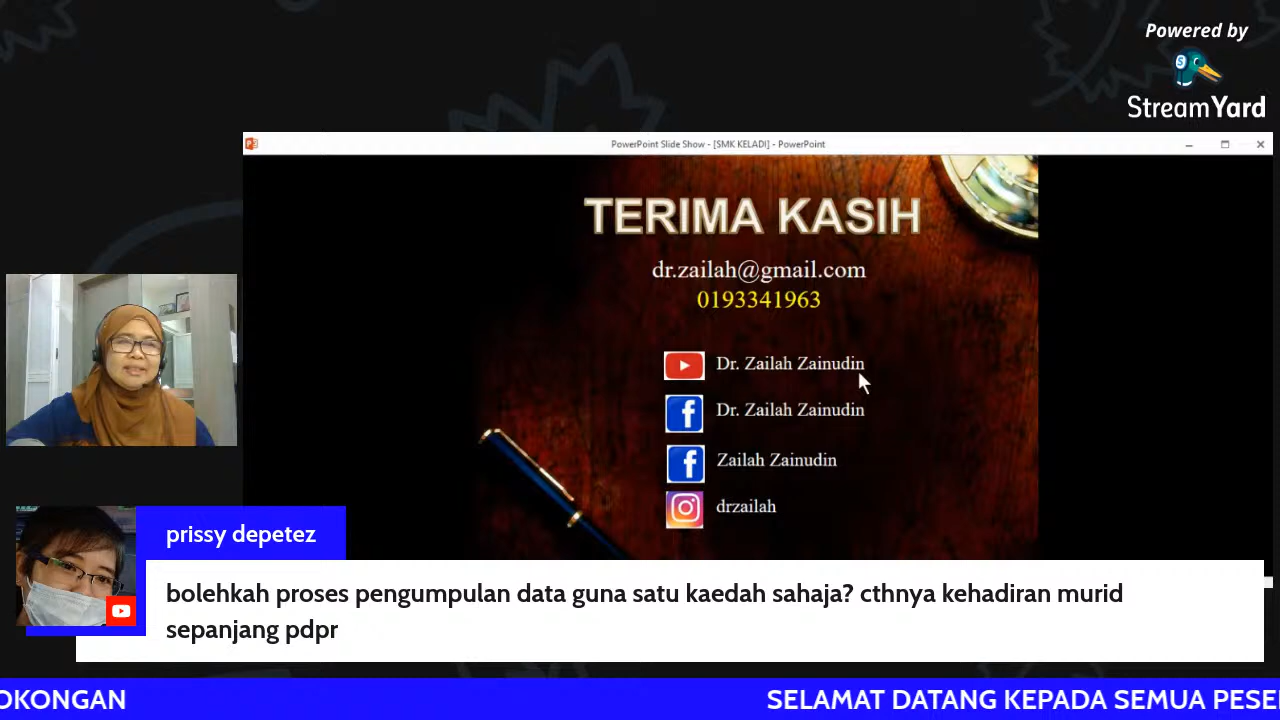 Powered by
StreamYard
PowerPoint Slide Show - [SMK KELADI] - PowerPoint
TERIMA KASIH
dr.zailah@gmail.com
0193341963
Dr. Zailah Zainudin
Dr. Zailah Zainudin
Zailah Zainudin
drzailah
prissy depetez
bolehkah proses pengumpulan data guna satu kaedah sahaja? cthnya kehadiran murid
sepanjang pdpr
OKONGAN
SELAMAT DATANG KEPADA SEMUA PESE